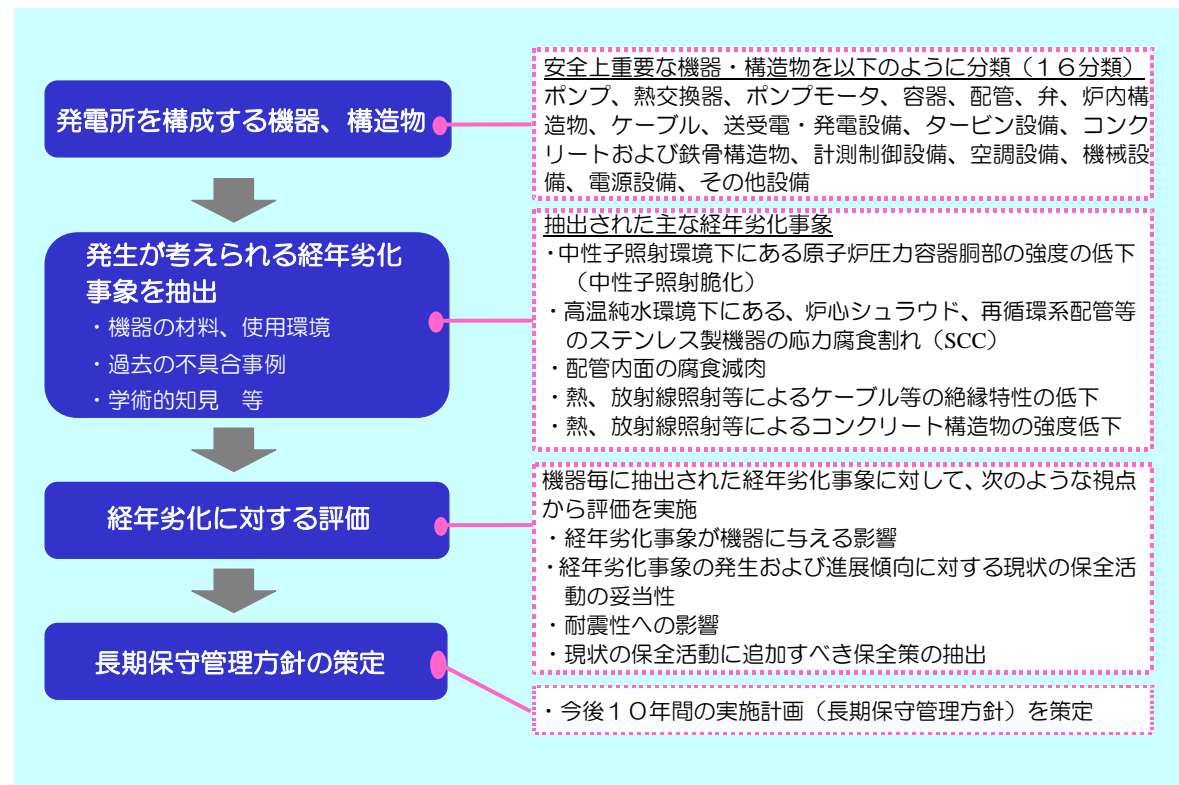 発電所を構成する機器、構造物
安全上重要な機器・構造物を以下のように分類(16分類)
ポンプ、熱交換器、ポンプモータ、容器、配管、弁、炉内構
造物、ケーブル、送受電・発電設備、タービン設備、コンク
リートおよび鉄骨構造物、計測制御設備、空調設備、機械設
備、電源設備、その他設備
発生が考えられる経年劣化
事象を抽出
・機器の材料、使用環境
・過去の不具合事例
・学術的知見 等
抽出された主な経年劣化事象
・中性子照射環境下にある原子炉圧力容器胴部の強度の低下
(中性子照射脆化)
・高温純水環境下にある、炉心シュラウド、再循環系配管等
のステンレス製機器の応力腐食割れ(SCC)
・配管内面の腐食減肉
・熱、放射線照射等によるケーブル等の絶縁特性の低下
・熱、放射線照射等によるコンクリート構造物の強度低下
経年劣化に対する評価
機器毎に抽出された経年劣化事象に対して、次のような視点
から評価を実施
・経年劣化事象が機器に与える影響
・経年劣化事象の発生および進展傾向に対する現状の保全活
動の妥当性
・耐震性への影響
・現状の保全活動に追加すべき保全策の抽出
長期保守管理方針の策定
・今後10年間の実施計画(長期保守管理方針)を策定